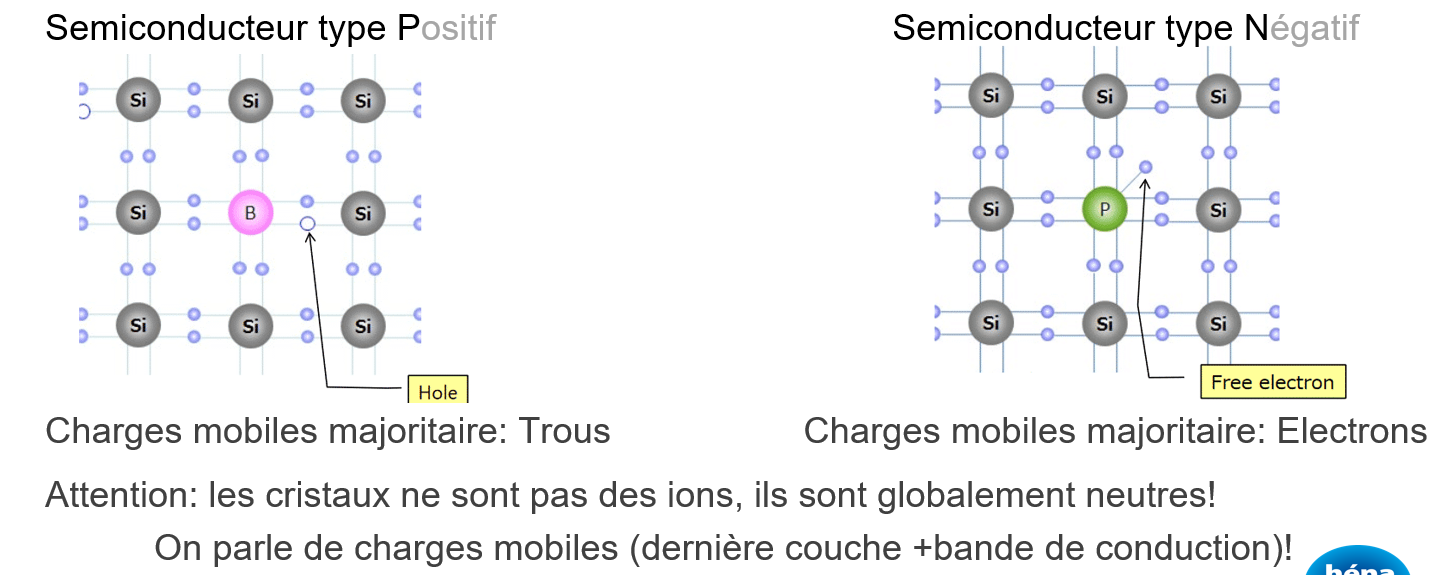 Semiconducteur type Positif
Semiconducteur type Négatif
Si Si Si
Si B Si
Si Si Si
Hole
Si Si Si
Si P Si
Si Si Si
Free electron
Charges mobiles majoritaire: Trous
Charges mobiles majoritaire: Electrons
Attention: les cristaux ne sont pas des ions, ils sont globalement neutres!
On parle de charges mobiles (dernière couche +bande de conduction)!